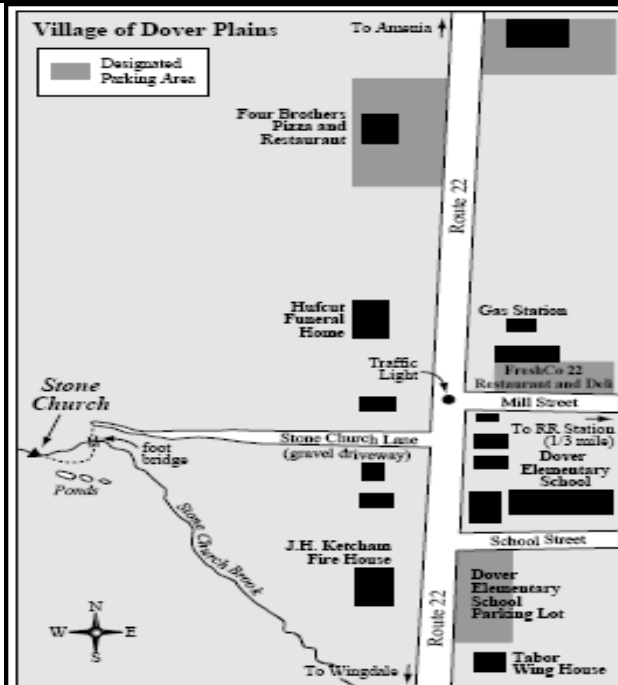 Village of Dover Plains
To Amenia
Designated
Parking Area
Four Brothers
Pizza and
Restaurant
Route 22
Hufcut
Funeral
Home
Gas Station
Traffic
Light
FreshCo 22
Restaurant and Deli
Mill Street
Stone
Church
foot
bridge
Stone Church Lane
(gravel driveway)
To RR Station
(1/3 mile)
Dover
Elementary
School
Ponds
Stone Church Brook
School Street
J.H. Ketcham
Fire House
Dover
Elementary
School
Parking Lot
Route 22
N
W E
S
To Wingdale
Tabor
Wing House